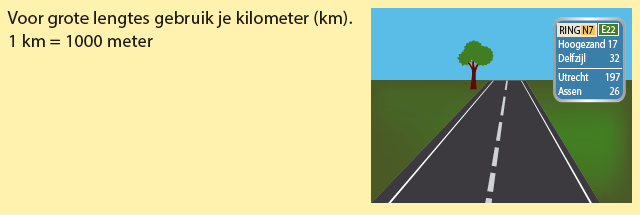 Voor grote lengtes gebruik je kilometer (km).
1 km = 1000 meter
RING N7 E22
Hoogezand 17
Delfzijl 32
Utrecht 197
Assen 26